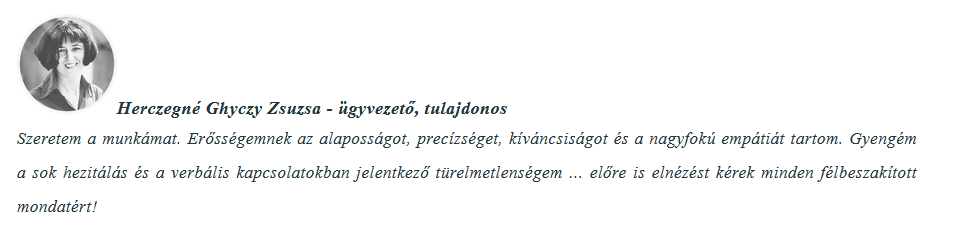 Herczegné Ghyczy Zsuzsa - ügyvezető, tulajdonos
Szeretem a munkámat. Erősségemnek az alaposságot, precízséget, kíváncsiságot és a nagyfokú empátiát tartom. Gyengém
a sok hezitálás és a verbális kapcsolatokban jelentkező türelmetlenségem ... előre is elnézést kérek minden félbeszakított
mondatért!